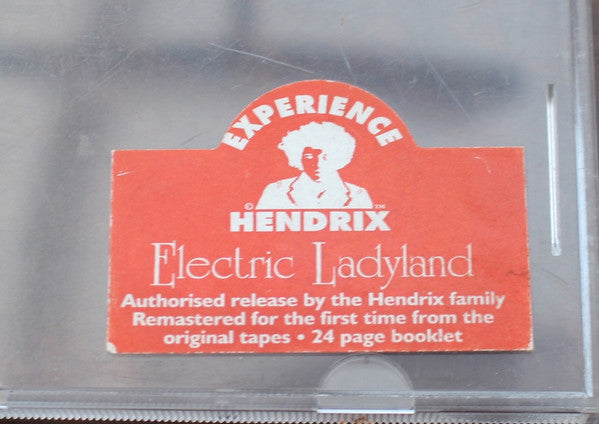 EXPERIENCE
© HENDRIX ™
Electric Ladyland
Authorised release by the Hendrix family
Remastered for the first time from the
original tapes • 24 page booklet